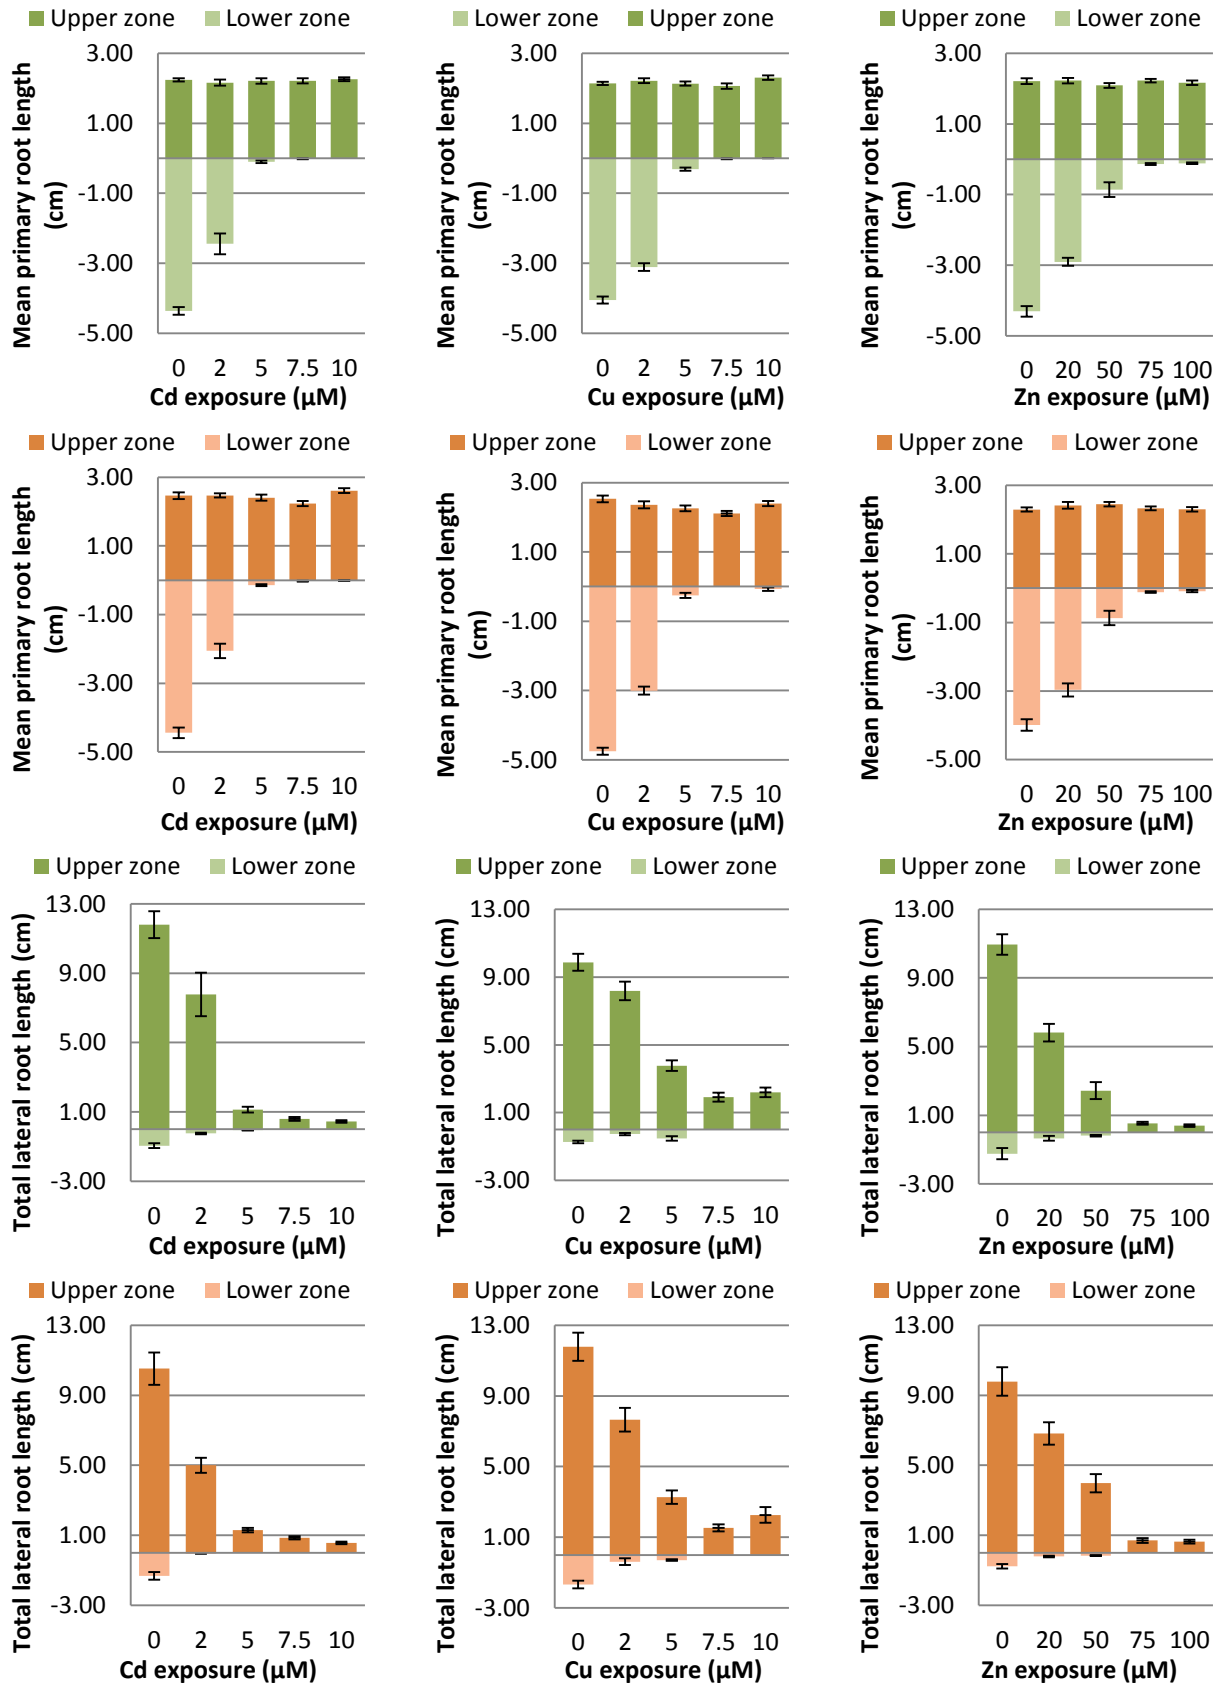 Upper zone Lower zone
Mean primary root length (cm)
3.00
1.00
-1.00
-3.00
-5.00
0 2 5 7.5 10
Cd exposure (µM)
Lower zone Upper zone
Mean primary root length (cm)
3.00
1.00
-1.00
-3.00
-5.00
0 2 5 7.5 10
Cu exposure (µM)
Upper zone Lower zone
Mean primary root length (cm)
3.00
1.00
-1.00
-3.00
-5.00
0 20 50 75 100
Zn exposure (µM)
Upper zone Lower zone
Mean primary root length (cm)
3.00
1.00
-1.00
-3.00
-5.00
0 2 5 7.5 10
Cd exposure (µM)
Upper zone Lower zone
Mean primary root length (cm)
3.00
1.00
-1.00
-3.00
-5.00
0 2 5 7.5 10
Cu exposure (µM)
Upper zone Lower zone
Mean primary root length (cm)
3.00
1.00
-1.00
-3.00
-5.00
0 20 50 75 100
Zn exposure (µM)
Upper zone Lower zone
Total lateral root length (cm)
13.00
9.00
5.00
1.00
-3.00
0 2 5 7.5 10
Cd exposure (µM)
Upper zone Lower zone
Total lateral root length (cm)
13.00
9.00
5.00
1.00
-3.00
0 2 5 7.5 10
Cu exposure (µM)
Upper zone Lower zone
Total lateral root length (cm)
13.00
9.00
5.00
1.00
-3.00
0 20 50 75 100
Zn exposure (µM)
Upper zone Lower zone
Total lateral root length (cm)
13.00
9.00
5.00
1.00
-3.00
0 2 5 7.5 10
Cd exposure (µM)
Upper zone Lower zone
Total lateral root length (cm)
13.00
9.00
5.00
1.00
-3.00
0 2 5 7.5 10
Cu exposure (µM)
Upper zone Lower zone
Total lateral root length (cm)
13.00
9.00
5.00
1.00
-3.00
0 20 50 75 100
Zn exposure (µM)